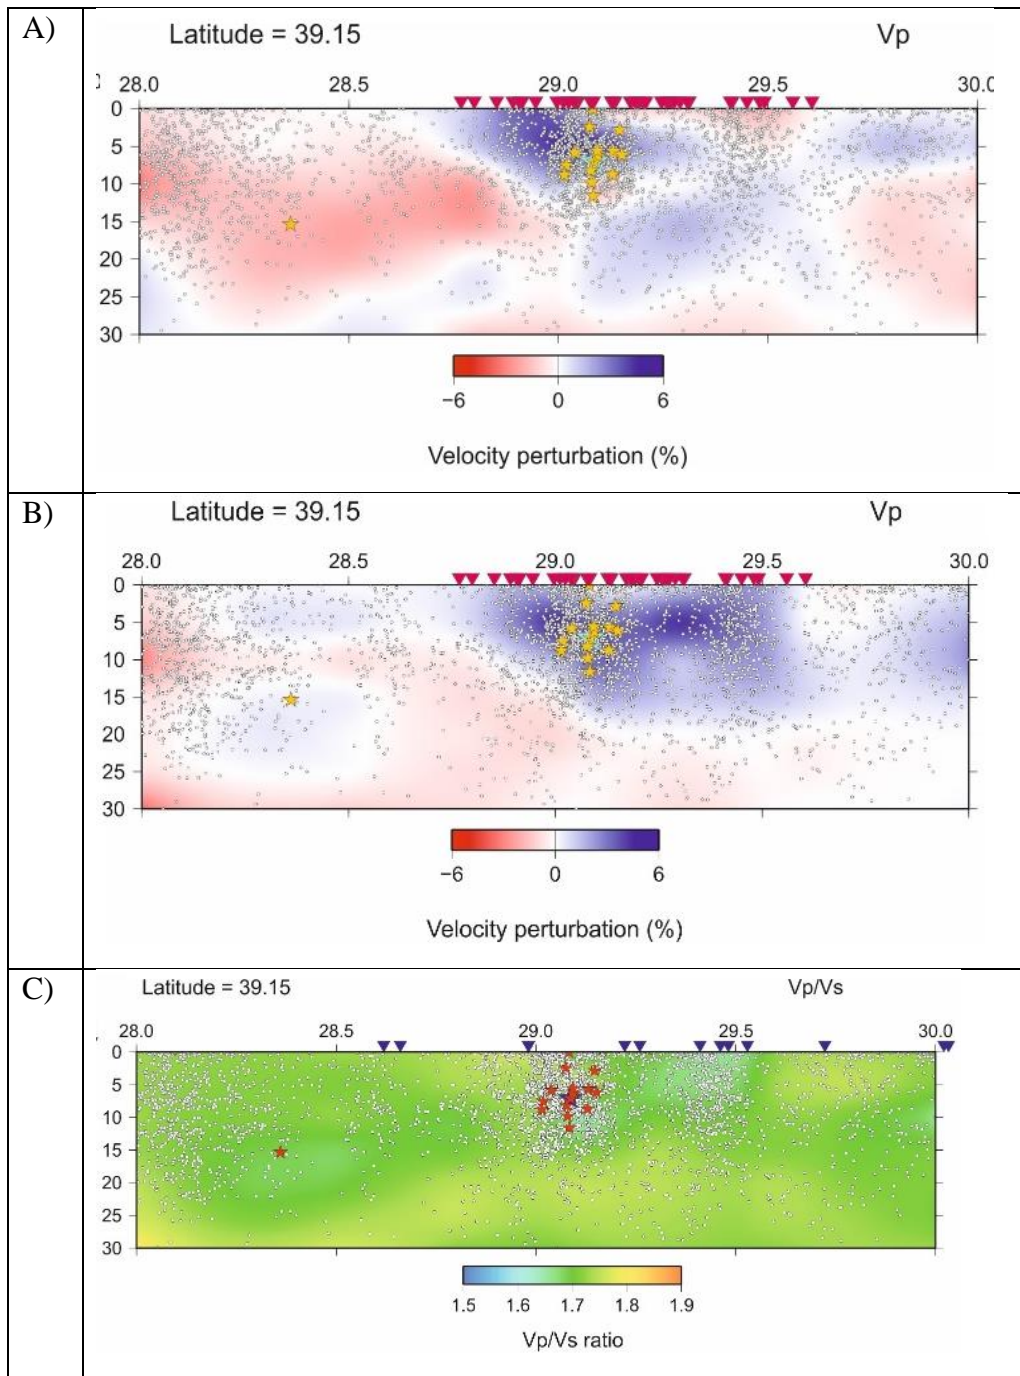 A)
Latitude = 39.15 Vp
28.0 28.5 29.0 29.5 30.0
0
5
10
15
20
25
30
−6 0 6
Velocity perturbation (%)
B)
Latitude = 39.15 Vp
28.0 28.5 29.0 29.5 30.0
0
5
10
15
20
25
30
−6 0 6
Velocity perturbation (%)
C)
Latitude = 39.15 Vp/Vs
28.0 28.5 29.0 29.5 30.0
0
5
10
15
20
25
30
1.5 1.6 1.7 1.8 1.9
Vp/Vs ratio